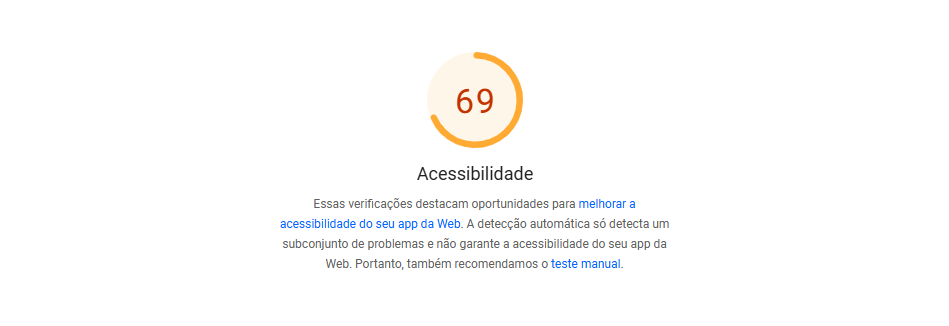 69
Acessibilidade
Essas verificações destacam oportunidades para melhorar a
acessibilidade do seu app da Web. A detecção automática só detecta um
subconjunto de problemas e não garante a acessibilidade do seu app da
Web. Portanto, também recomendamos o teste manual.